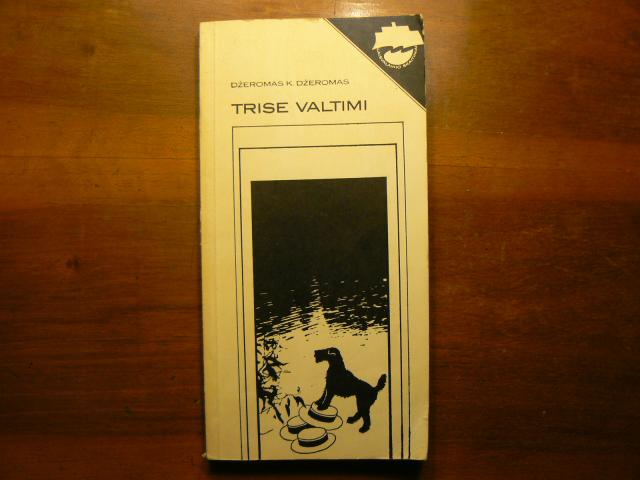 DŽEROMAS K. DŽEROMAS
TRISE VALTIMI